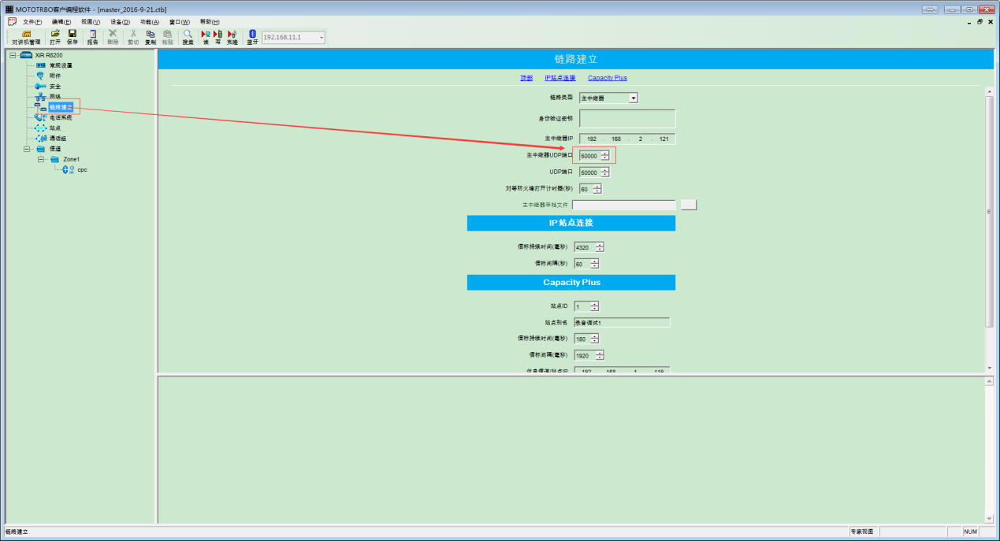 MOTOTRBO客户编程软件 - [master_2016-9-21.ctb]
文件(F) 编辑(E) 视图(V) 设备(D) 功能(A) 窗口(W) 帮助(H)
对讲机管理 打开 保存 报告 删除 剪切 复制 粘贴 搜索 读 写 克隆 蓝牙 192.168.11.1
XiR R8200
常规设置
附件
安全
网络
链路建立
电话系统
站点
通话组
信道
Zone1
cpc
链路建立
顶部 IP站点连接 Capacity Plus
链路类型 主中继器
身份验证密钥
主中继器IP 192 . 168 . 2 . 121
主中继器UDP端口 50000
UDP端口 50000
对等防火墙打开计时器(秒) 60
主中继器存档文件 ...
IP 站点连接
信标持续时间(毫秒) 4320
信标间隔(秒) 60
Capacity Plus
站点ID 1
站点别名 录音调试1
信标持续时间(毫秒) 180
信标间隔(毫秒) 1920
休息信道/站点IP 192 . 168 . 1 . 119
链路建立 专家视图 NUM